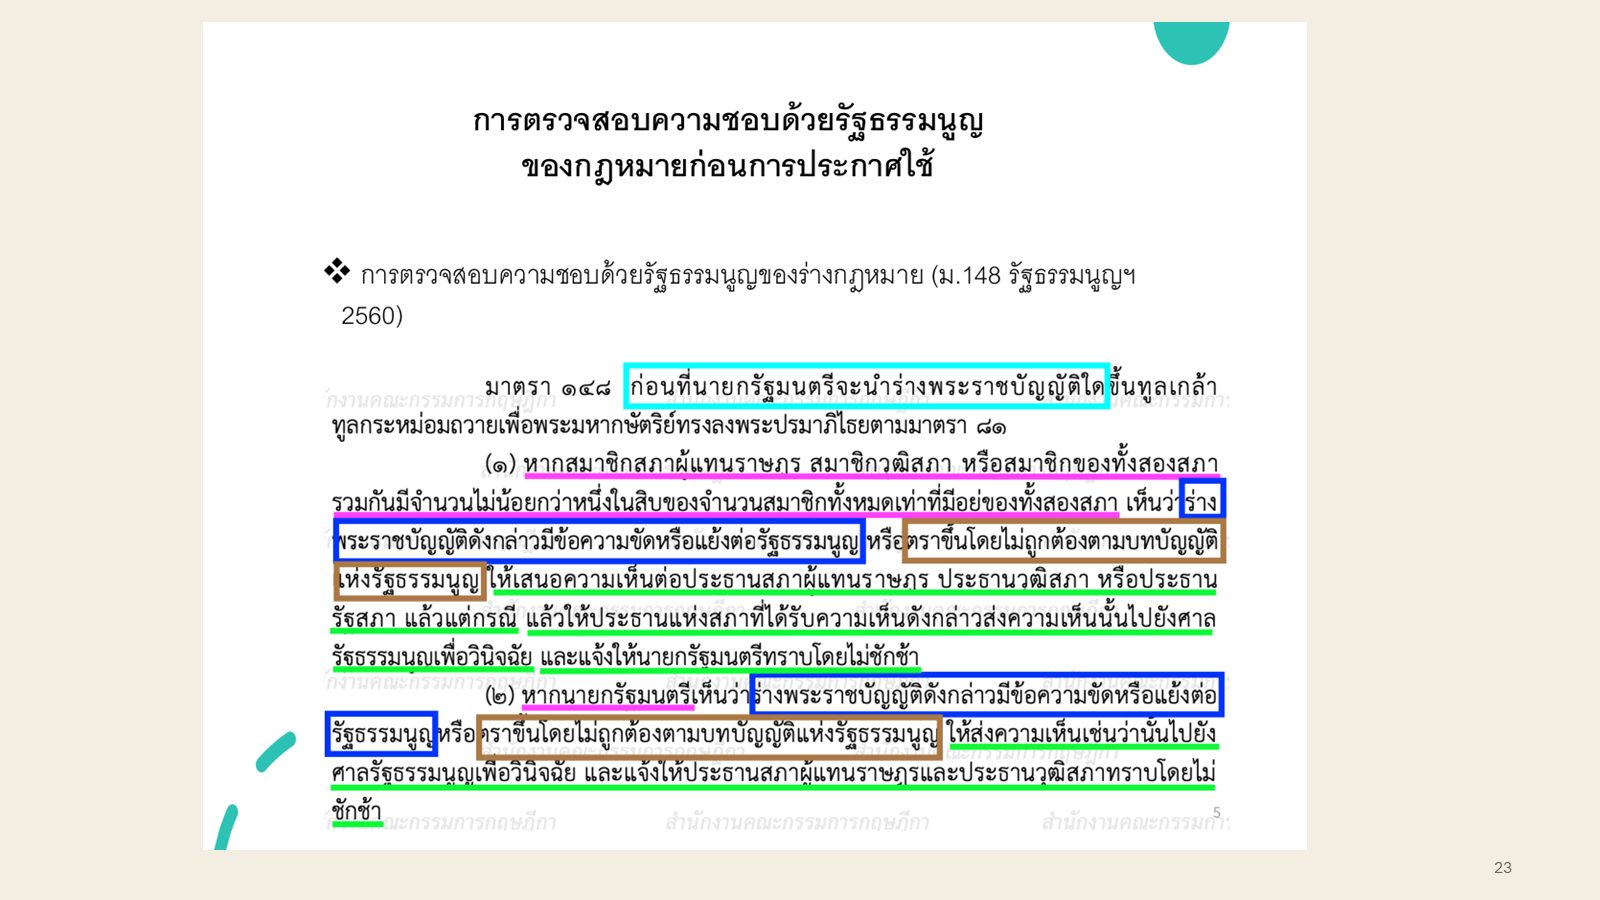 การตรวจสอบความชอบด้วยรัฐธรรมนูญ
ของกฎหมายก่อนการประกาศใช้
❖ การตรวจสอบความชอบด้วยรัฐธรรมนูญของร่างกฎหมาย (ม.148 รัฐธรรมนูญฯ
2560)
มาตรา ๑๔๘ ก่อนที่นายกรัฐมนตรีจะนำร่างพระราชบัญญัติใดขึ้นทูลเกล้า
ทูลกระหม่อมถวายเพื่อพระมหากษัตริย์ทรงลงพระปรมาภิไธยตามมาตรา ๘๑
(๑) หากสมาชิกสภาผู้แทนราษฎร สมาชิกวุฒิสภา หรือสมาชิกของทั้งสองสภา
รวมกันมีจำนวนไม่น้อยกว่าหนึ่งในสิบของจำนวนสมาชิกทั้งหมดเท่าที่มีอยู่ของทั้งสองสภา เห็นว่าร่าง
พระราชบัญญัติดังกล่าวมีข้อความขัดหรือแย้งต่อรัฐธรรมนูญ หรือตราขึ้นโดยไม่ถูกต้องตามบทบัญญัติ
แห่งรัฐธรรมนูญ ให้เสนอความเห็นต่อประธานสภาผู้แทนราษฎร ประธานวุฒิสภา หรือประธาน
รัฐสภา แล้วแต่กรณี แล้วให้ประธานแห่งสภาที่ได้รับความเห็นดังกล่าวส่งความเห็นนั้นไปยังศาล
รัฐธรรมนูญเพื่อวินิจฉัย และแจ้งให้นายกรัฐมนตรีทราบโดยไม่ชักช้า
(๒) หากนายกรัฐมนตรีเห็นว่าร่างพระราชบัญญัติดังกล่าวมีข้อความขัดหรือแย้งต่อ
รัฐธรรมนูญหรือตราขึ้นโดยไม่ถูกต้องตามบทบัญญัติแห่งรัฐธรรมนูญ ให้ส่งความเห็นเช่นว่านั้นไปยัง
ศาลรัฐธรรมนูญเพื่อวินิจฉัย และแจ้งให้ประธานสภาผู้แทนราษฎรและประธานวุฒิสภาทราบโดยไม่
ชักช้า
สำนักงานคณะกรรมการกฤษฎีกา
5
23